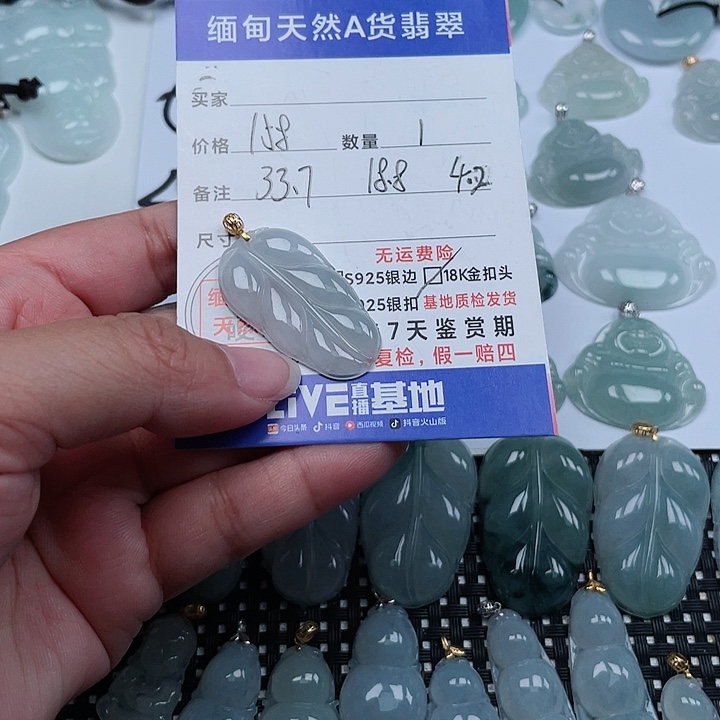 缅甸天然A货翡翠
买家
价格 158 数量 1
备注 33.7 18.8 4.2
尺寸
无运费险
S925银边 18K金扣头
925银扣 基地质检发货
7天鉴赏期
复检，假一赔四
LIVE直播基地
今日头条 抖音 西瓜视频 抖音火山版